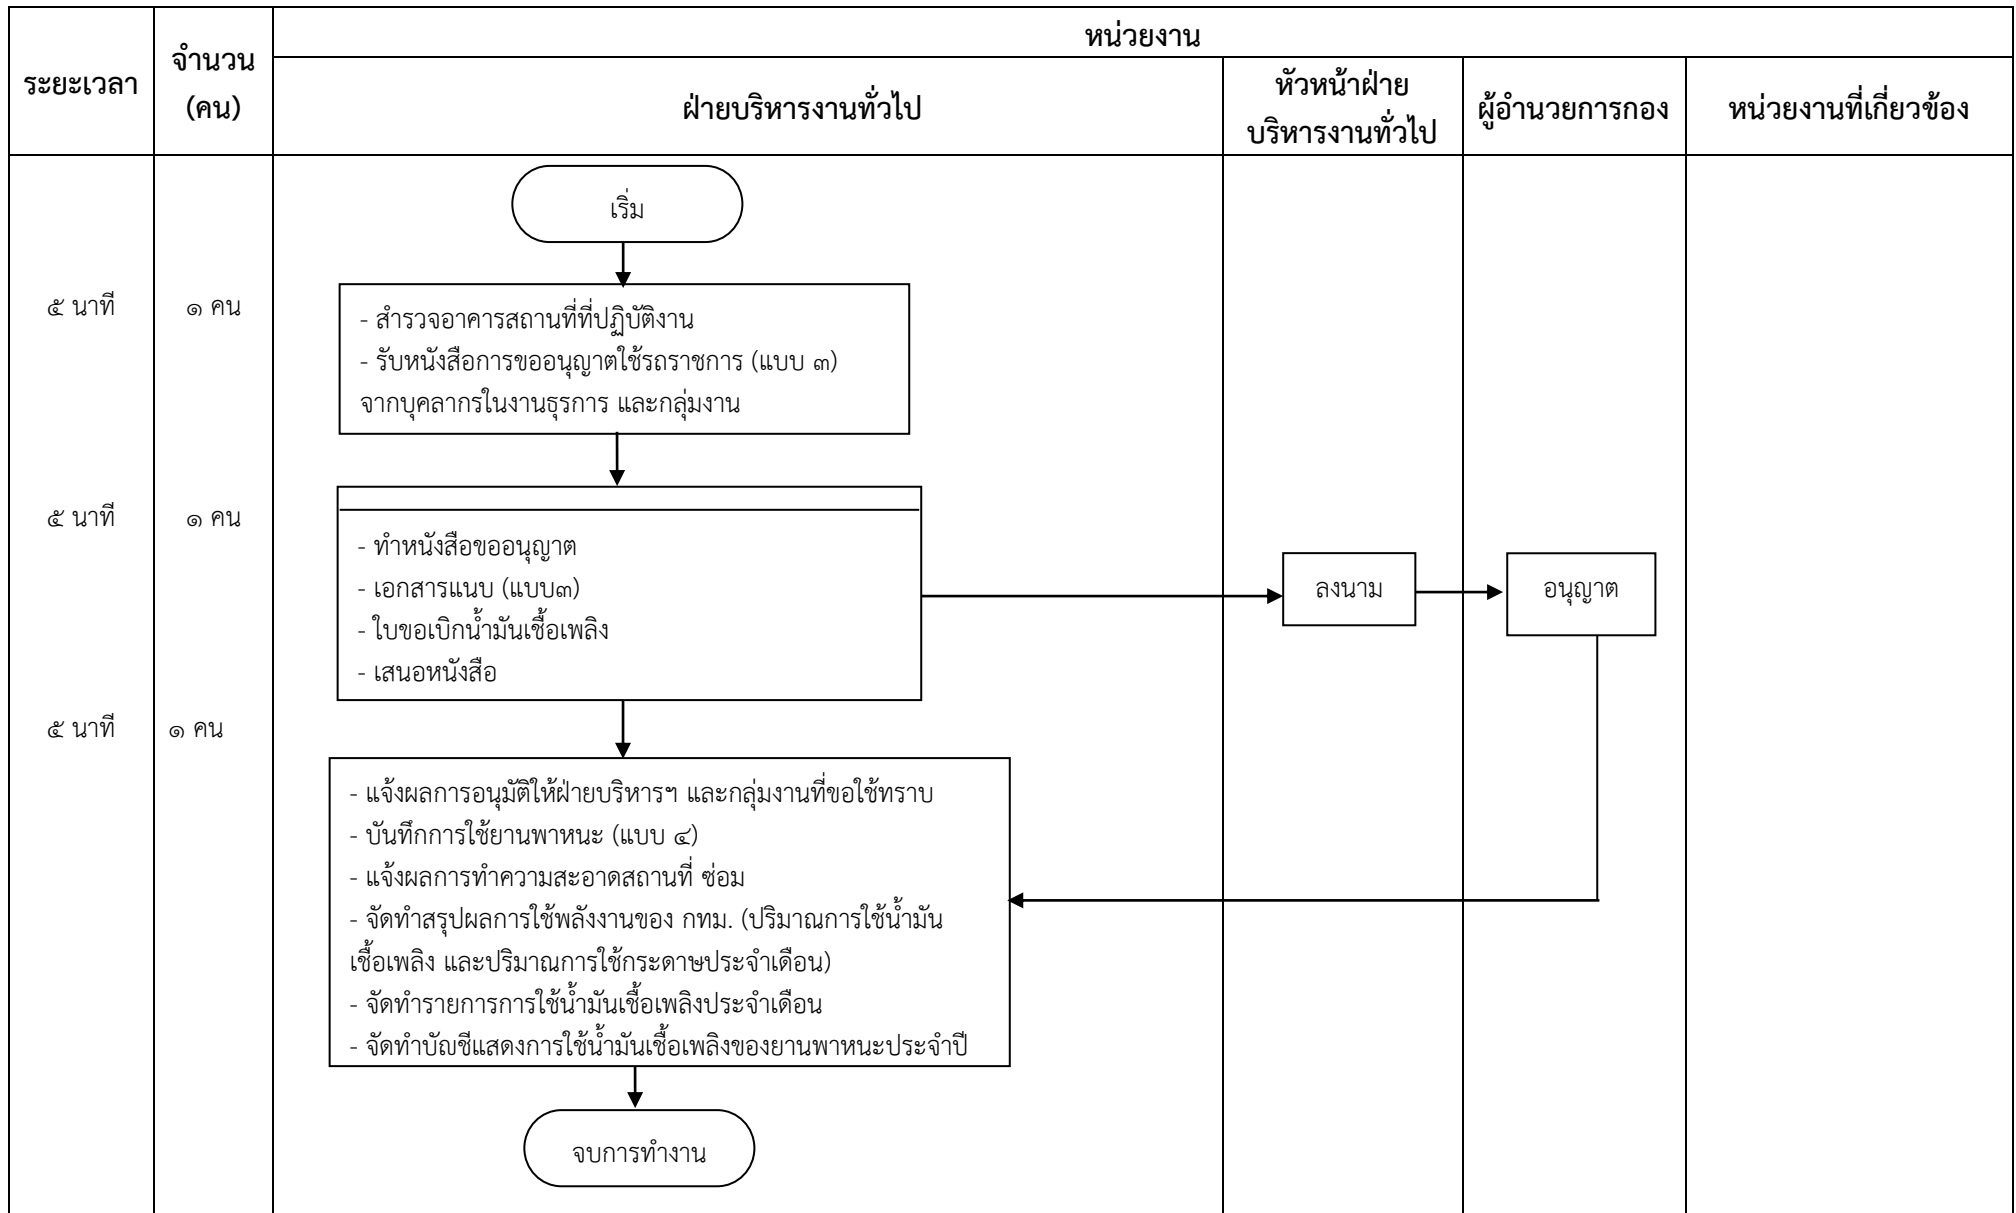 หน่วยงาน
ระยะเวลา
จำนวน
(คน)
ฝ่ายบริหารงานทั่วไป
หัวหน้าฝ่าย
บริหารงานทั่วไป
ผู้อำนวยการกอง
หน่วยงานที่เกี่ยวข้อง
เริ่ม
๕ นาที
๑ คน
- สำรวจอาคารสถานที่ที่ปฏิบัติงาน
- รับหนังสือการขออนุญาตใช้รถราชการ (แบบ ๓)
จากบุคลากรในงานธุรการ และกลุ่มงาน
๕ นาที
๑ คน
- ทำหนังสือขออนุญาต
- เอกสารแนบ (แบบ๓)
- ใบขอเบิกน้ำมันเชื้อเพลิง
- เสนอหนังสือ
ลงนาม
อนุญาต
๕ นาที
๑ คน
- แจ้งผลการอนุมัติให้ฝ่ายบริหารฯ และกลุ่มงานที่ขอใช้ทราบ
- บันทึกการใช้ยานพาหนะ (แบบ ๔)
- แจ้งผลการทำความสะอาดสถานที่ ซ่อม
- จัดทำสรุปผลการใช้พลังงานของ กทม. (ปริมาณการใช้น้ำมัน
เชื้อเพลิง และปริมาณการใช้กระดาษประจำเดือน)
- จัดทำรายการการใช้น้ำมันเชื้อเพลิงประจำเดือน
- จัดทำบัญชีแสดงการใช้น้ำมันเชื้อเพลิงของยานพาหนะประจำปี
จบการทำงาน